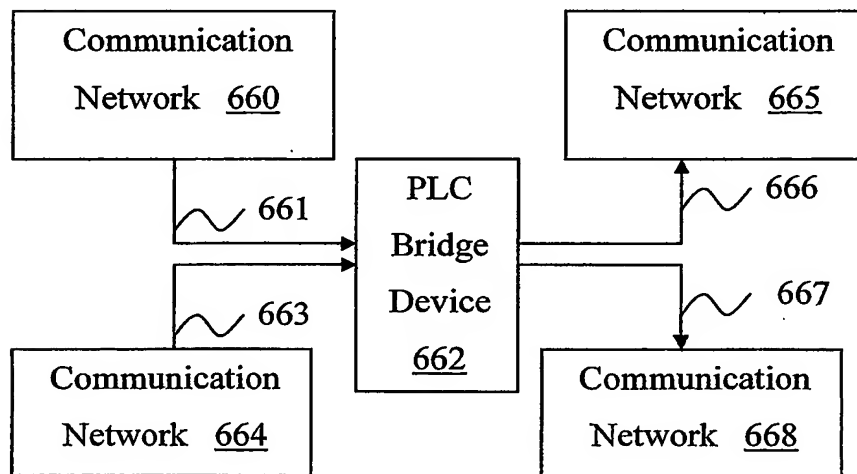 Communication
Network 660
Communication
Network 665
661
PLC
Bridge
Device
662
666
663
667
Communication
Network 664
Communication
Network 668